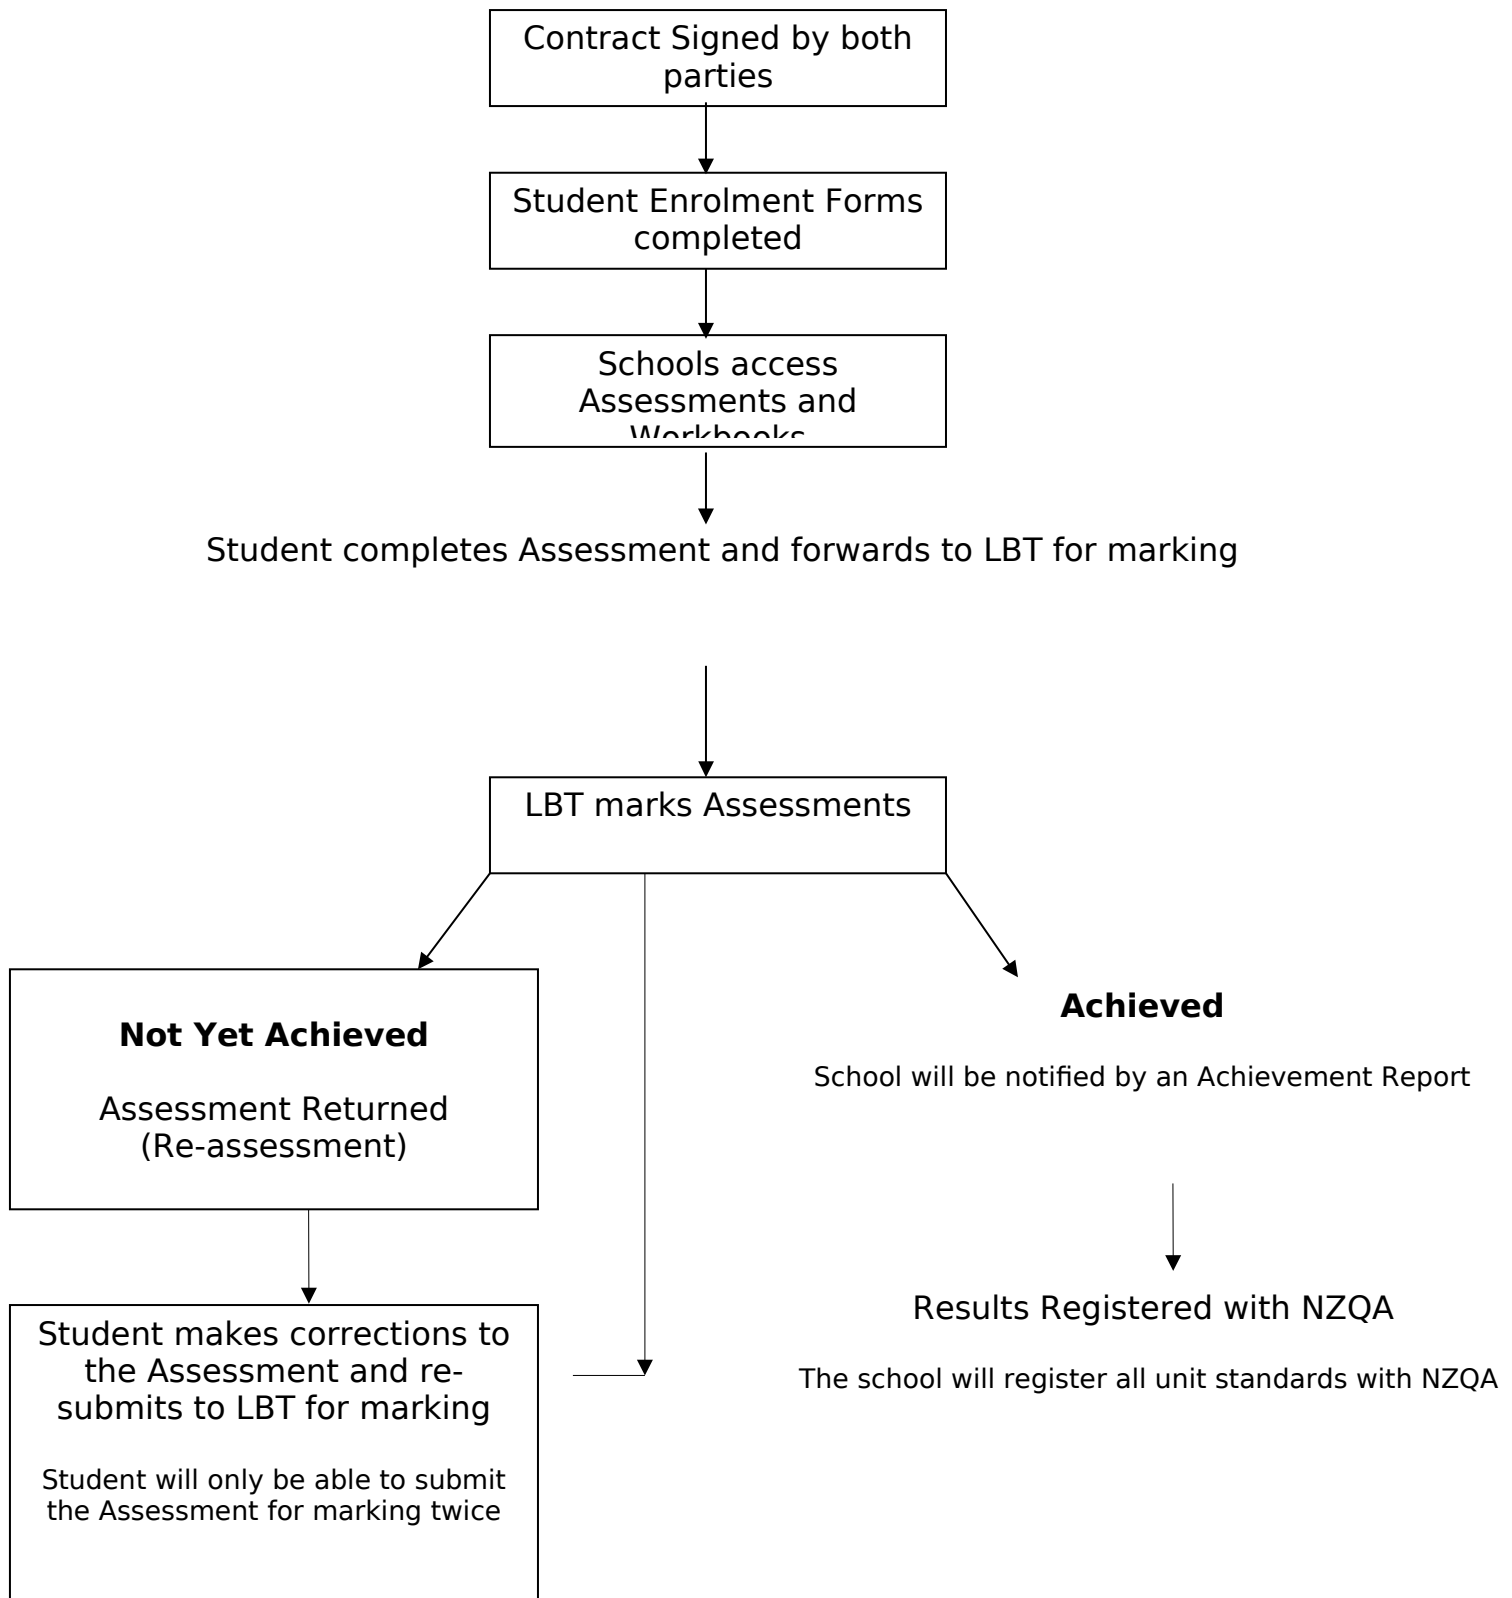 Contract Signed by both
parties
Student Enrolment Forms
completed
Schools access
Assessments and
Workbooks
Student completes Assessment and forwards to LBT for marking
LBT marks Assessments
Not Yet Achieved
Assessment Returned
(Re-assessment)
Student makes corrections to
the Assessment and re-
submits to LBT for marking
Student will only be able to submit
the Assessment for marking twice
Achieved
School will be notified by an Achievement Report
Results Registered with NZQA
The school will register all unit standards with NZQA